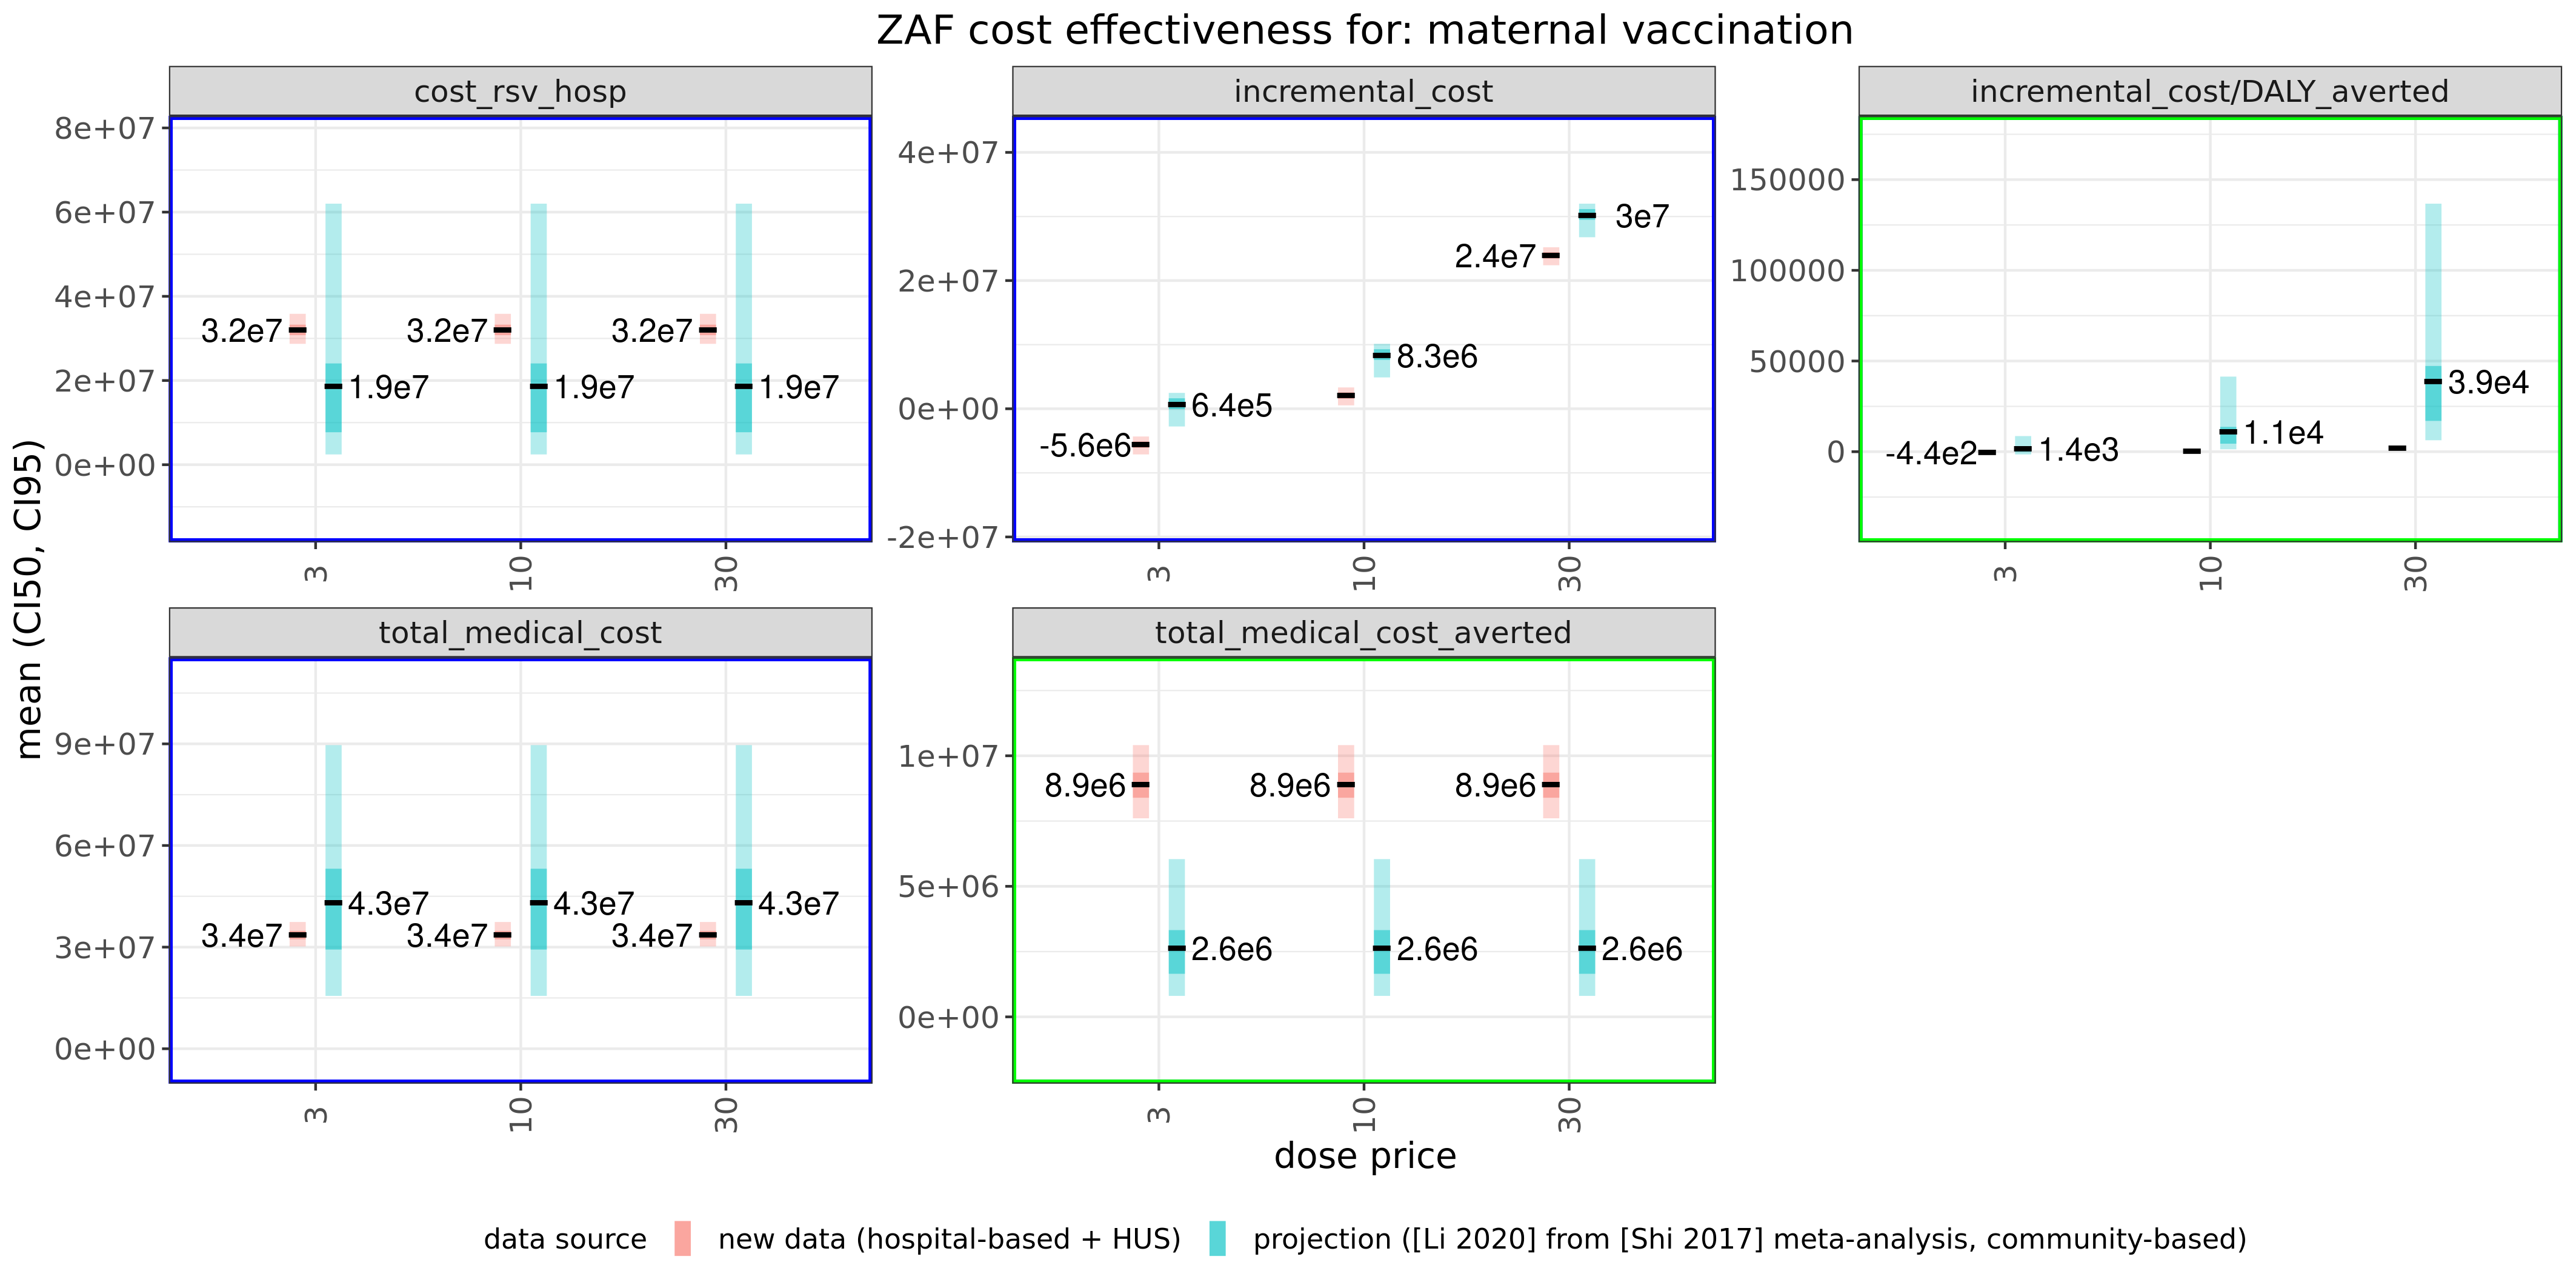 ZAF cost effectiveness for: maternal vaccination
cost_rsv_hosp
incremental_cost
incremental_cost/DALY_averted
8e+07
6e+07
4e+07
2e+07
0e+00
3.2e7
3.2e7
3.2e7
1.9e7
1.9e7
1.9e7
3
10
30
4e+07
2e+07
0e+00
-2e+07
-5.6e6
6.4e5
8.3e6
2.4e7
3e7
3
10
30
150000
100000
50000
0
-4.4e2
1.4e3
1.1e4
3.9e4
3
10
30
mean (CI50, CI95)
total_medical_cost
total_medical_cost_averted
9e+07
6e+07
3e+07
0e+00
4.3e7
4.3e7
4.3e7
3.4e7
3.4e7
3.4e7
3
10
30
1e+07
5e+06
0e+00
8.9e6
8.9e6
8.9e6
2.6e6
2.6e6
2.6e6
3
10
30
dose price
data source
new data (hospital-based + HUS)
projection ([Li 2020] from [Shi 2017] meta-analysis, community-based)